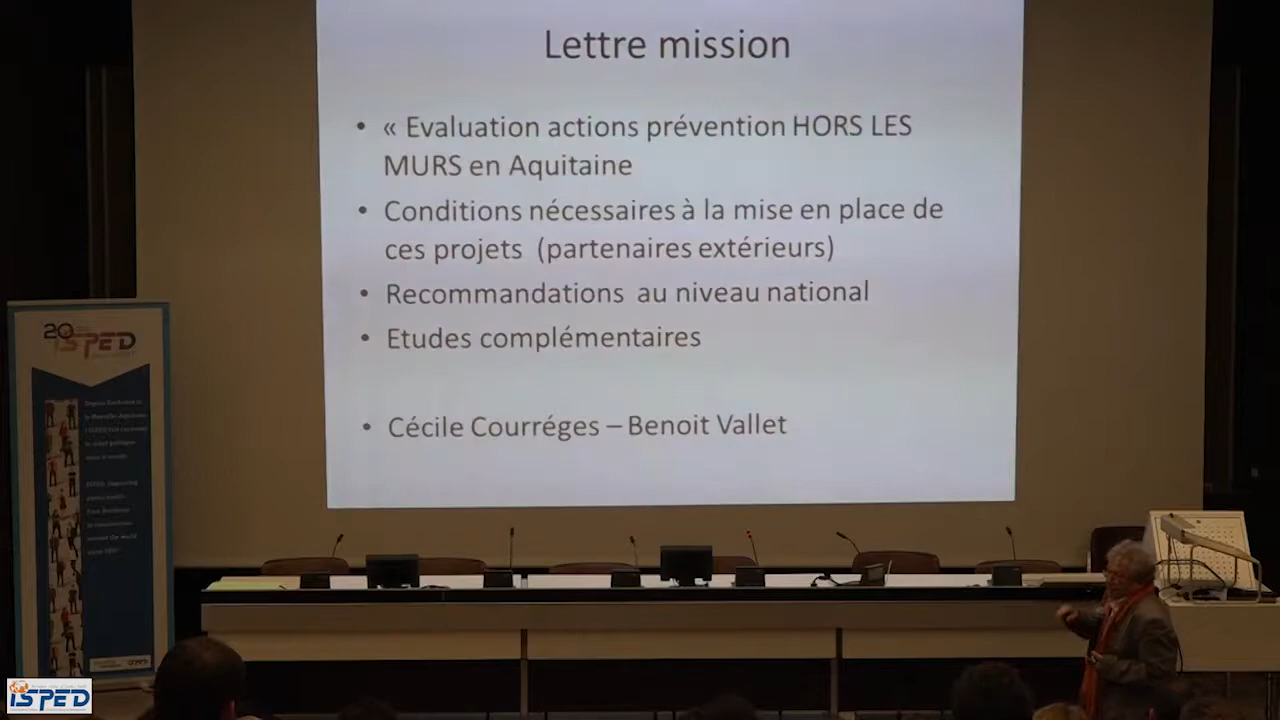 Lettre mission
• « Evaluation actions prévention HORS LES
MURS en Aquitaine
• Conditions nécessaires à la mise en place de
ces projets (partenaires extérieurs)
• Recommandations au niveau national
• Etudes complémentaires
• Cécile Courréges – Benoit Vallet
20
ISPED
ISPED